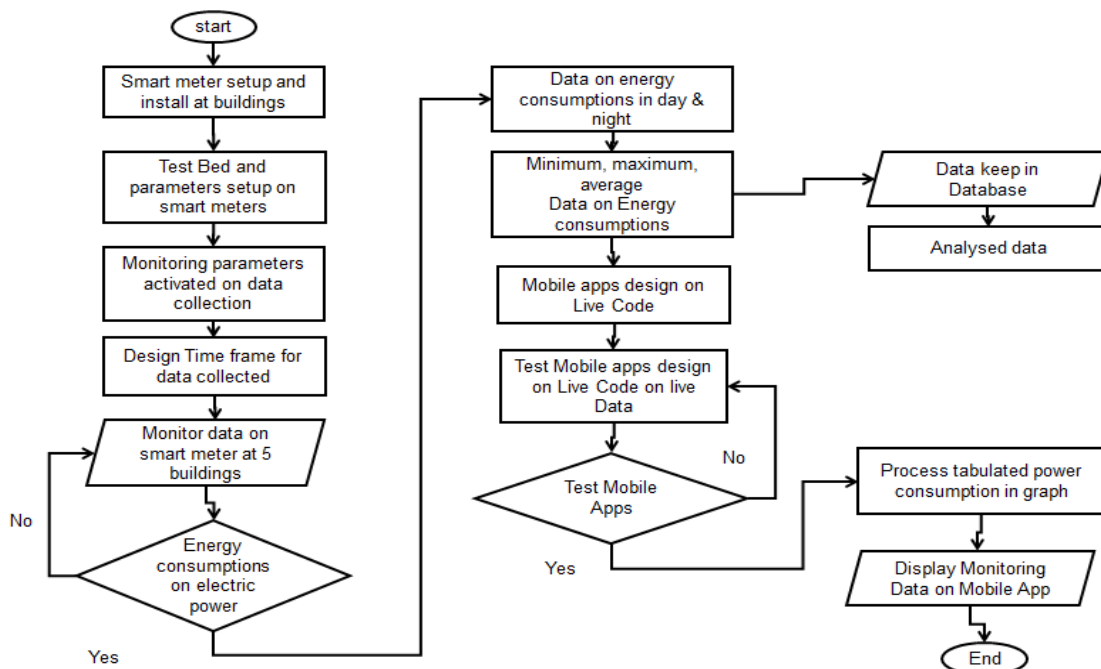 start
Smart meter setup and
install at buildings
Test Bed and
parameters setup on
smart meters
Monitoring parameters
activated on data
collection
Design Time frame for
data collected
Monitor data on
smart meter at 5
buildings
No
Energy
consumptions
on electric
power
Yes
Data on energy
consumptions in day &
night
Minimum, maximum,
average
Data on Energy
consumptions
Mobile apps design on
Live Code
Test Mobile apps design
on Live Code on live
Data
No
Test Mobile
Apps
Yes
Data keep in
Database
Analysed data
Process tabulated power
consumption in graph
Display Monitoring
Data on Mobile App
End